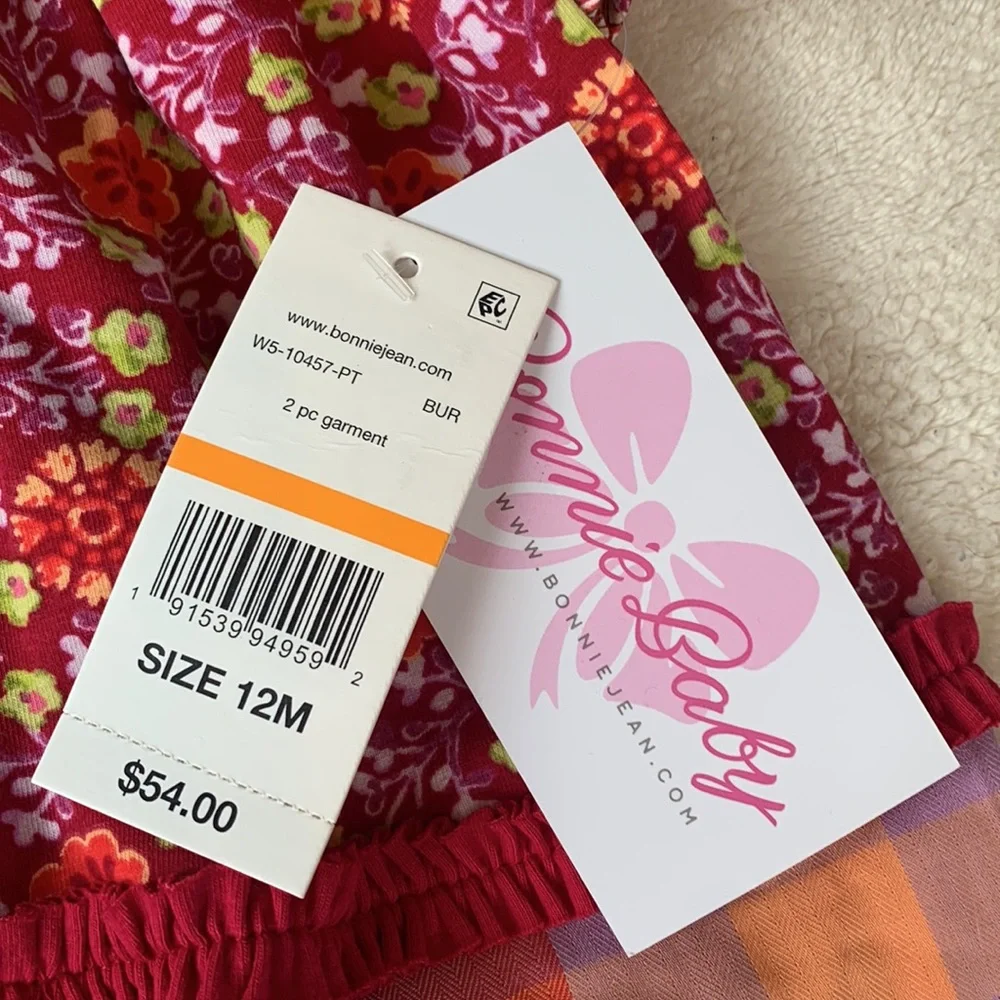 EPC
www.bonniejean.com
W5-10457-PT
BUR
2 pc garment
1 91539 94959 2
SIZE 12M
$54.00
Bonnie Baby
WWW.BONNIEJEAN.COM